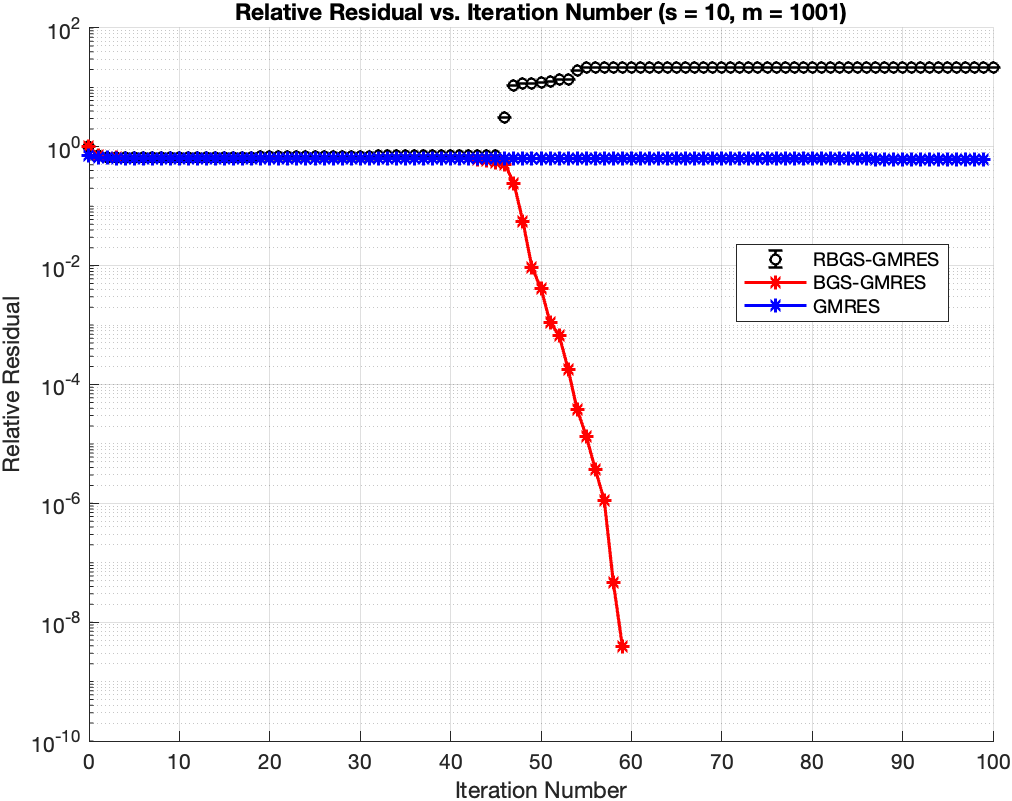 Relative Residual vs. Iteration Number (s = 10, m = 1001)
10^2
10^0
10^-2
10^-4
10^-6
10^-8
10^-10
Relative Residual
RBGS-GMRES
BGS-GMRES
GMRES
0 10 20 30 40 50 60 70 80 90 100
Iteration Number